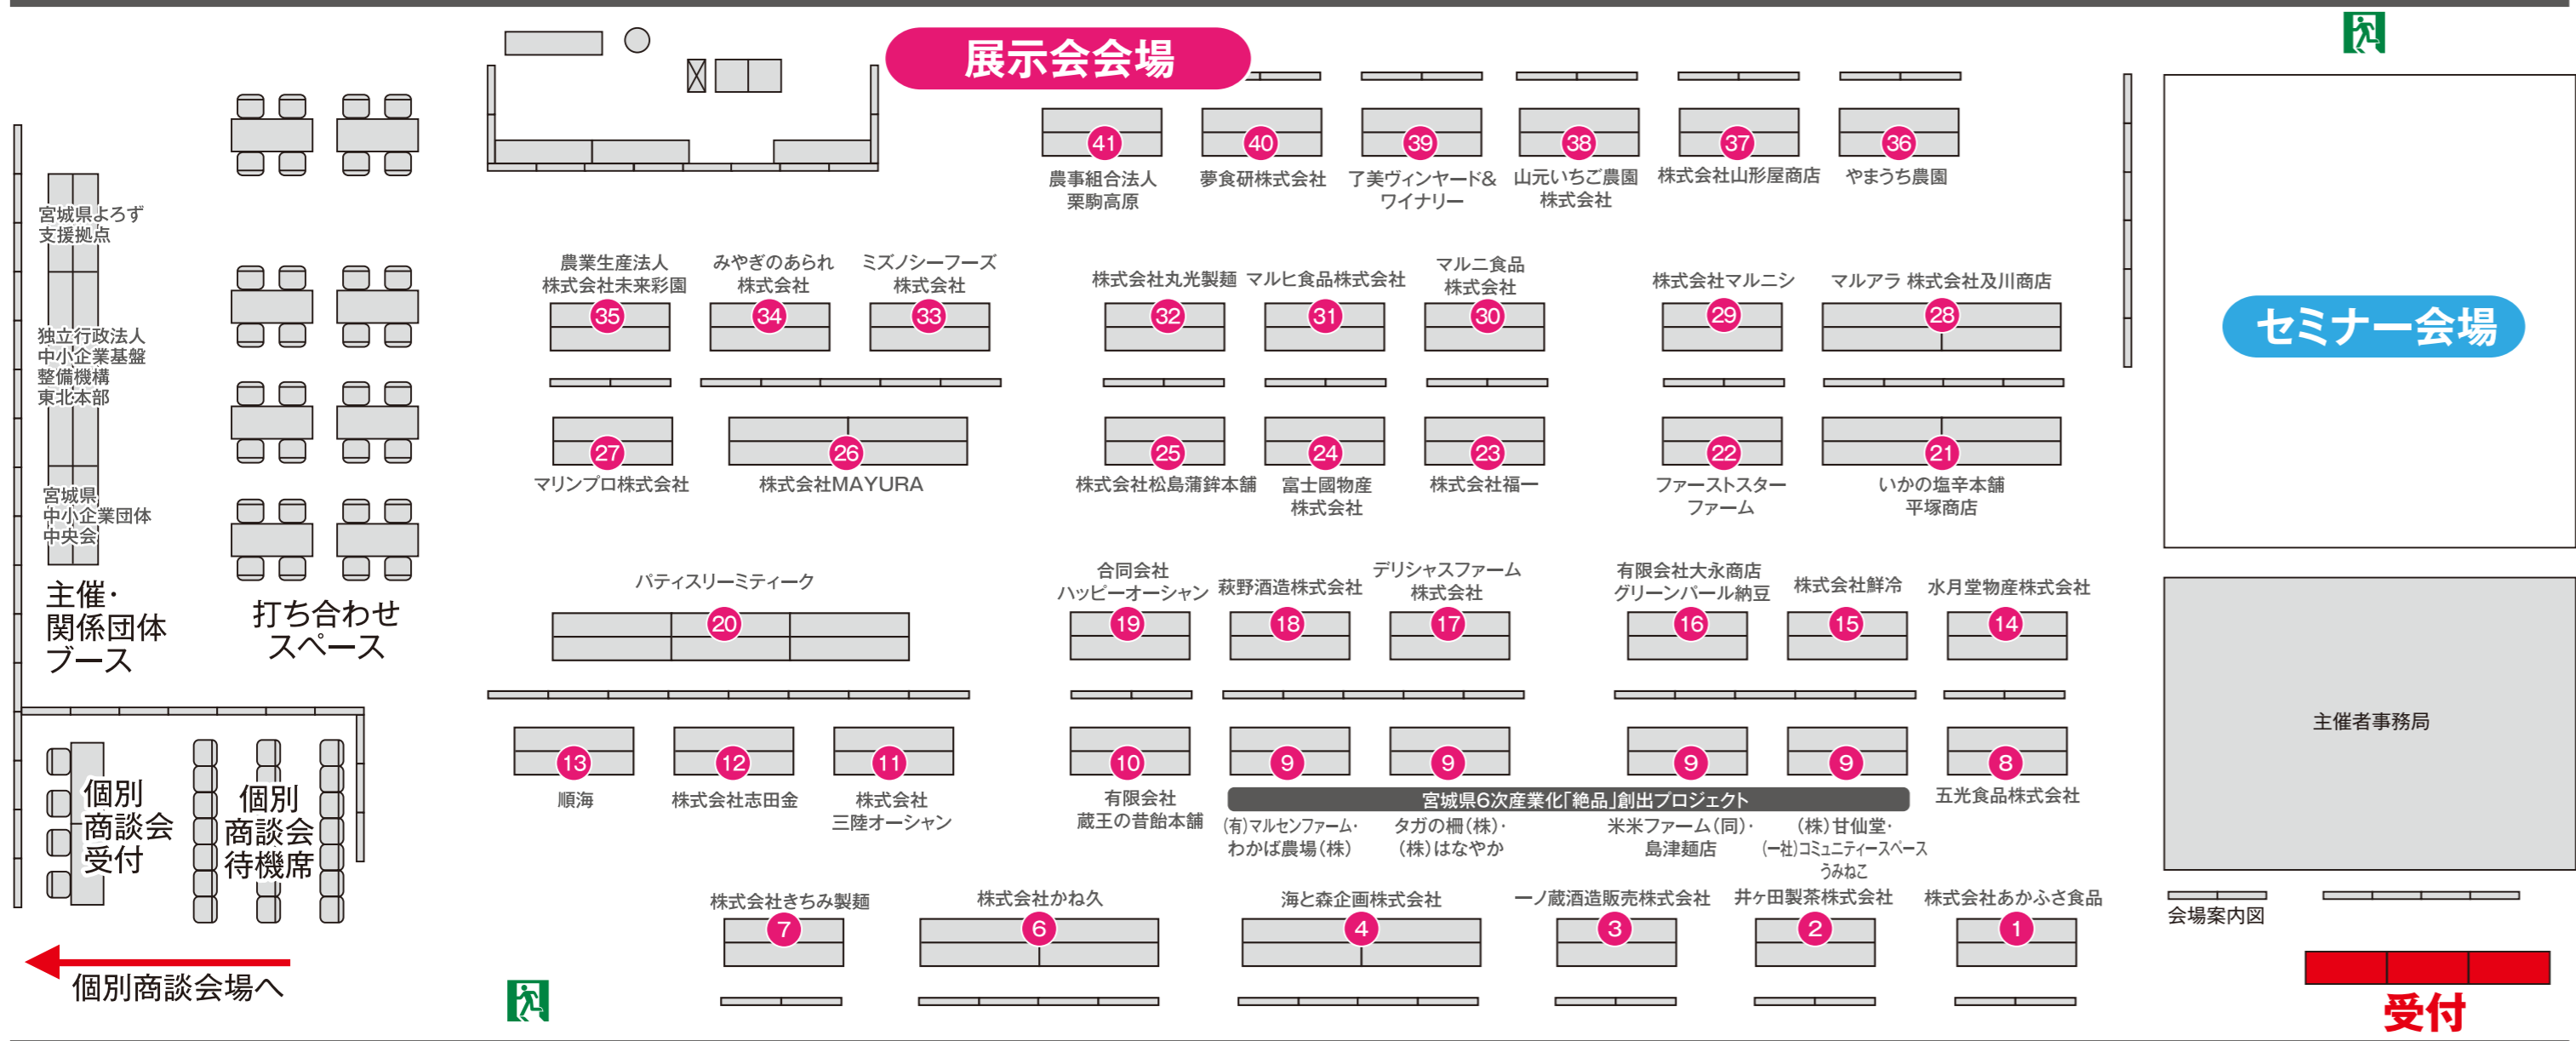 展示会会場
41
農事組合法人
栗駒高原
40
夢食研株式会社
39
了美ヴィンヤード&
ワイナリー
38
山元いちご農園
株式会社
37
株式会社山形屋商店
36
やまうち農園
宮城県よろず
支援拠点
独立行政法人
中小企業基盤
整備機構
東北本部
宮城県
中小企業団体
中央会
主催・
関係団体
ブース
打ち合わせ
スペース
農業生産法人
株式会社未来彩園
35
みやぎのあられ
株式会社
34
ミズノシーフーズ
株式会社
33
株式会社丸光製麺
32
マルヒ食品株式会社
31
マルニ食品
株式会社
30
株式会社マルニシ
29
マルアラ 株式会社及川商店
28
セミナー会場
27
マリンプロ株式会社
26
株式会社MAYURA
25
株式会社松島蒲鉾本舗
24
富士國物産
株式会社
23
株式会社福一
22
ファーストスター
ファーム
21
いかの塩辛本舗
平塚商店
パティスリーミティーク
20
合同会社
ハッピーオーシャン
19
萩野酒造株式会社
18
デリシャスファーム
株式会社
17
有限会社大永商店
グリーンパール納豆
16
株式会社鮮冷
15
水月堂物産株式会社
14
主催者事務局
13
順海
12
株式会社志田金
11
株式会社
三陸オーシャン
10
有限会社
蔵王の昔飴本舗
9
9
9
9
宮城県6次産業化「絶品」創出プロジェクト
(有)マルセンファーム・
わかば農場(株)
タガの柵(株)・
(株)はなやか
米米ファーム(同)・
島津麺店
(株)甘仙堂・
(一社)コミュニティースペース
うみねこ
8
五光食品株式会社
個別
商談会
受付
個別
商談会
待機席
個別商談会場へ
株式会社きちみ製麺
7
株式会社かね久
6
海と森企画株式会社
4
一ノ蔵酒造販売株式会社
3
井ヶ田製茶株式会社
2
株式会社あかふさ食品
1
会場案内図
受付